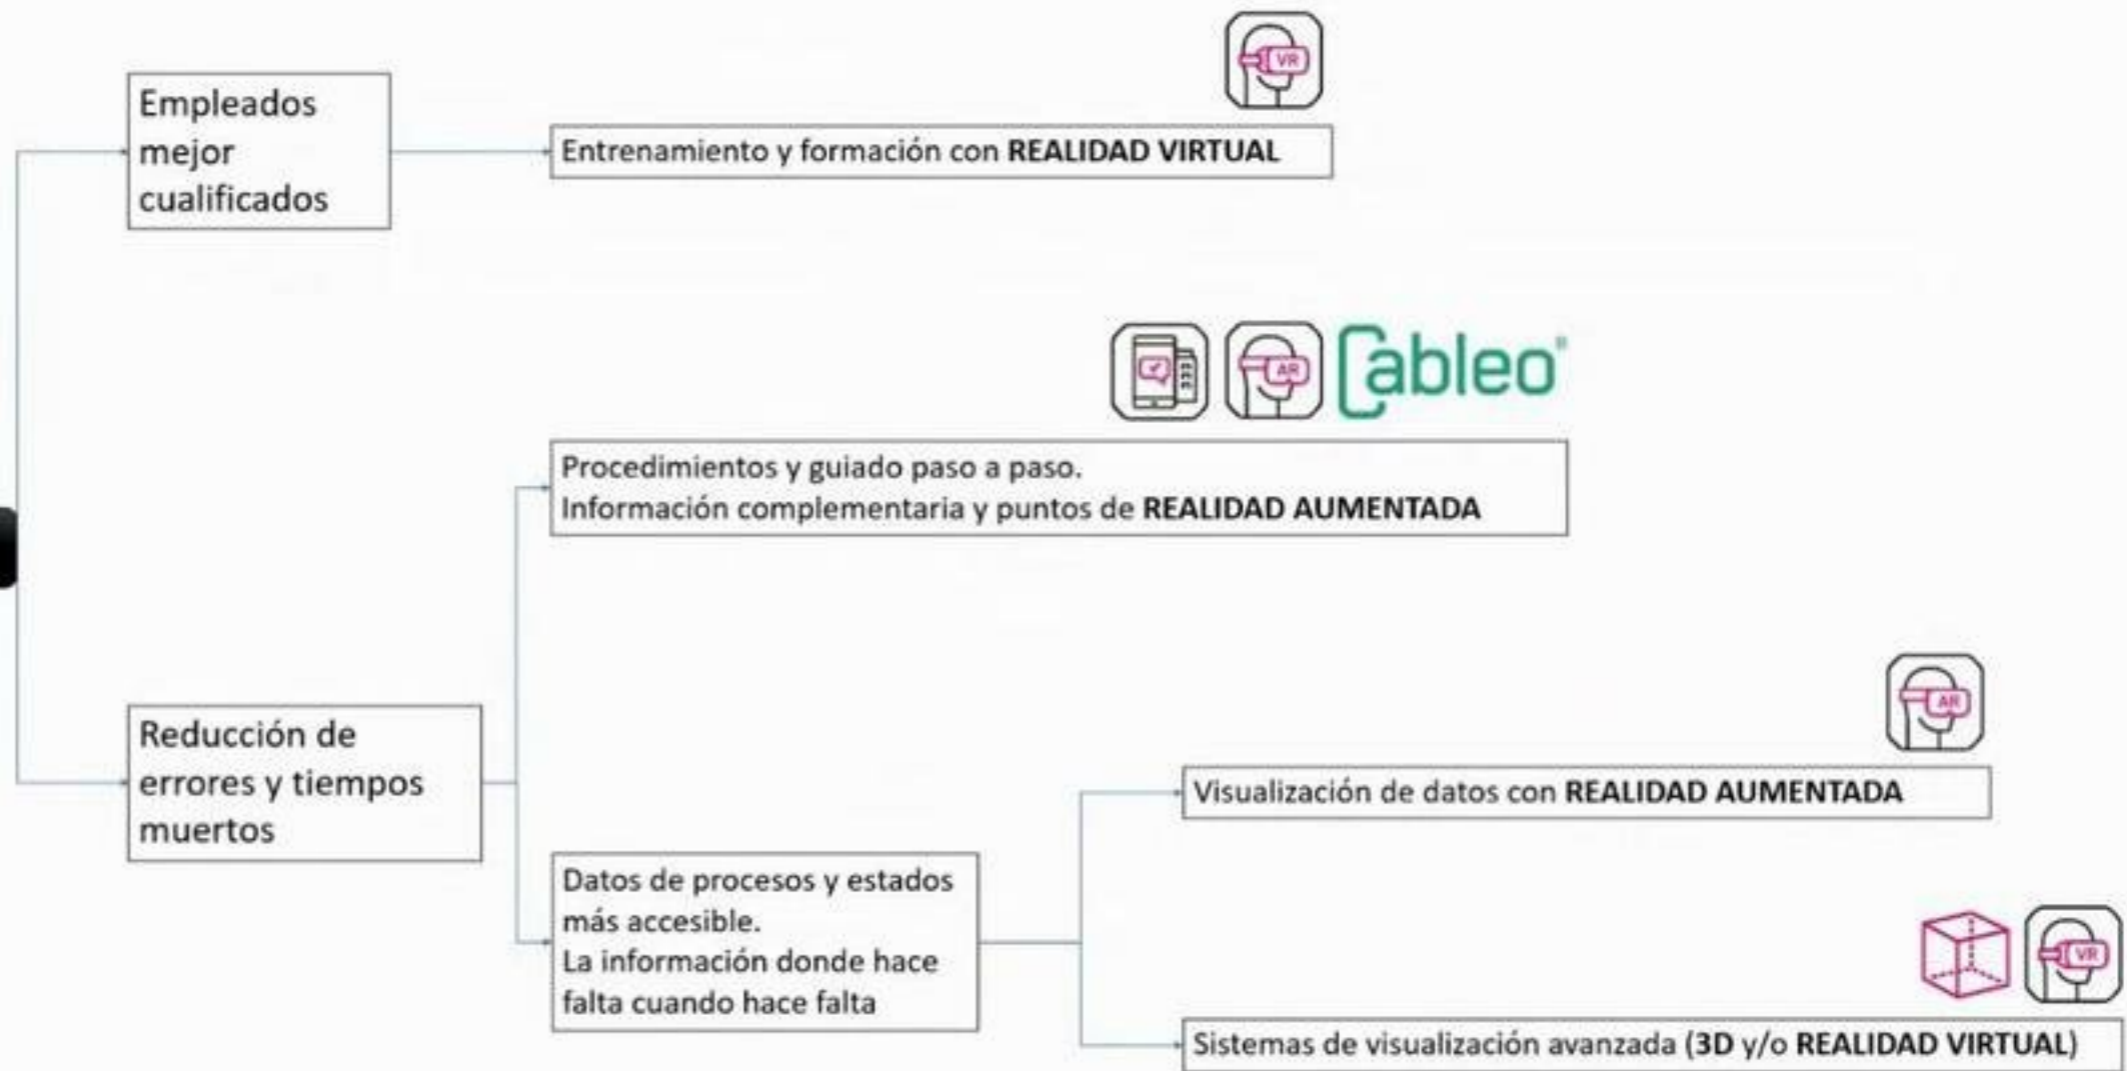 VR
Empleados
mejor
cualificados
Entrenamiento y formación con REALIDAD VIRTUAL
AR
Cableo®
Procedimientos y guiado paso a paso.
Información complementaria y puntos de REALIDAD AUMENTADA
AR
Reducción de
errores y tiempos
muertos
Visualización de datos con REALIDAD AUMENTADA
Datos de procesos y estados
más accesible.
La información donde hace
falta cuando hace falta
VR
Sistemas de visualización avanzada (3D y/o REALIDAD VIRTUAL)